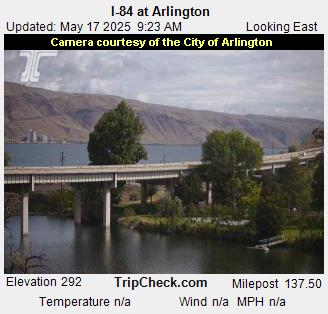 I-84 at Arlington
Updated: May 17 2025 9:23 AM Looking East
Camera courtesy of the City of Arlington
Elevation 292 TripCheck.com Milepost 137.50
Temperature n/a Wind n/a MPH n/a